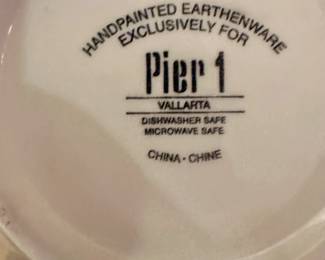 HANDPAINTED EARTHENWARE
EXCLUSIVELY FOR
Pier 1
VALLARTA
DISHWASHER SAFE
MICROWAVE SAFE
CHINA - CHINE